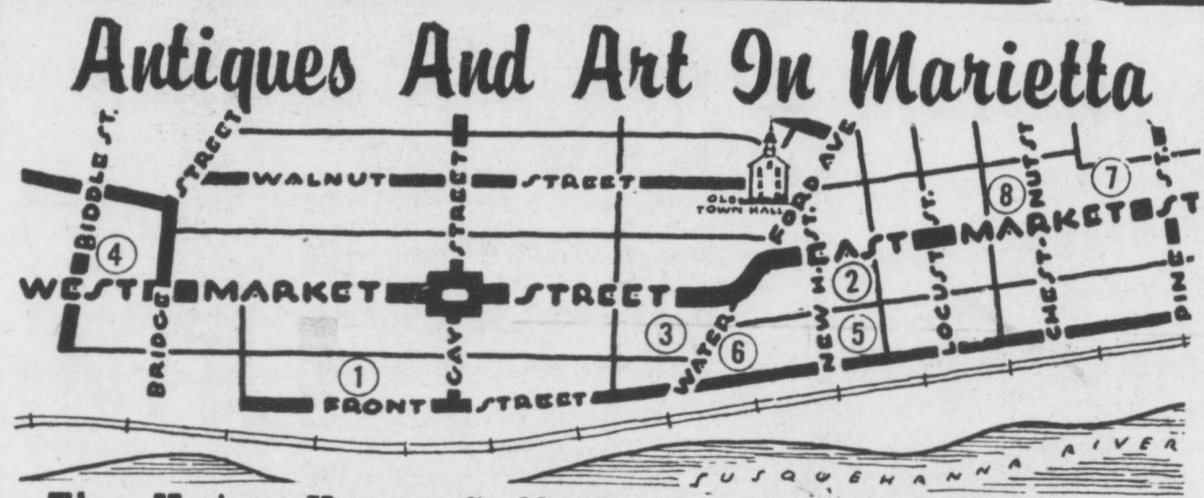 Antiques And Art In Marietta
BIDDLE ST.
STREET
BRIDGE
WALNUT STREET
STREET
GAY
OLD
TOWN HALL
FORD AVE
NEW H. ST.
LOCUST ST.
CHESTNUT ST
PINE ST.
WEST MARKET STREET
EAST MARKET ST
WATER
FRONT STREET
1
2
3
4
5
6
7
8
SUSQUEHANNA RIVER